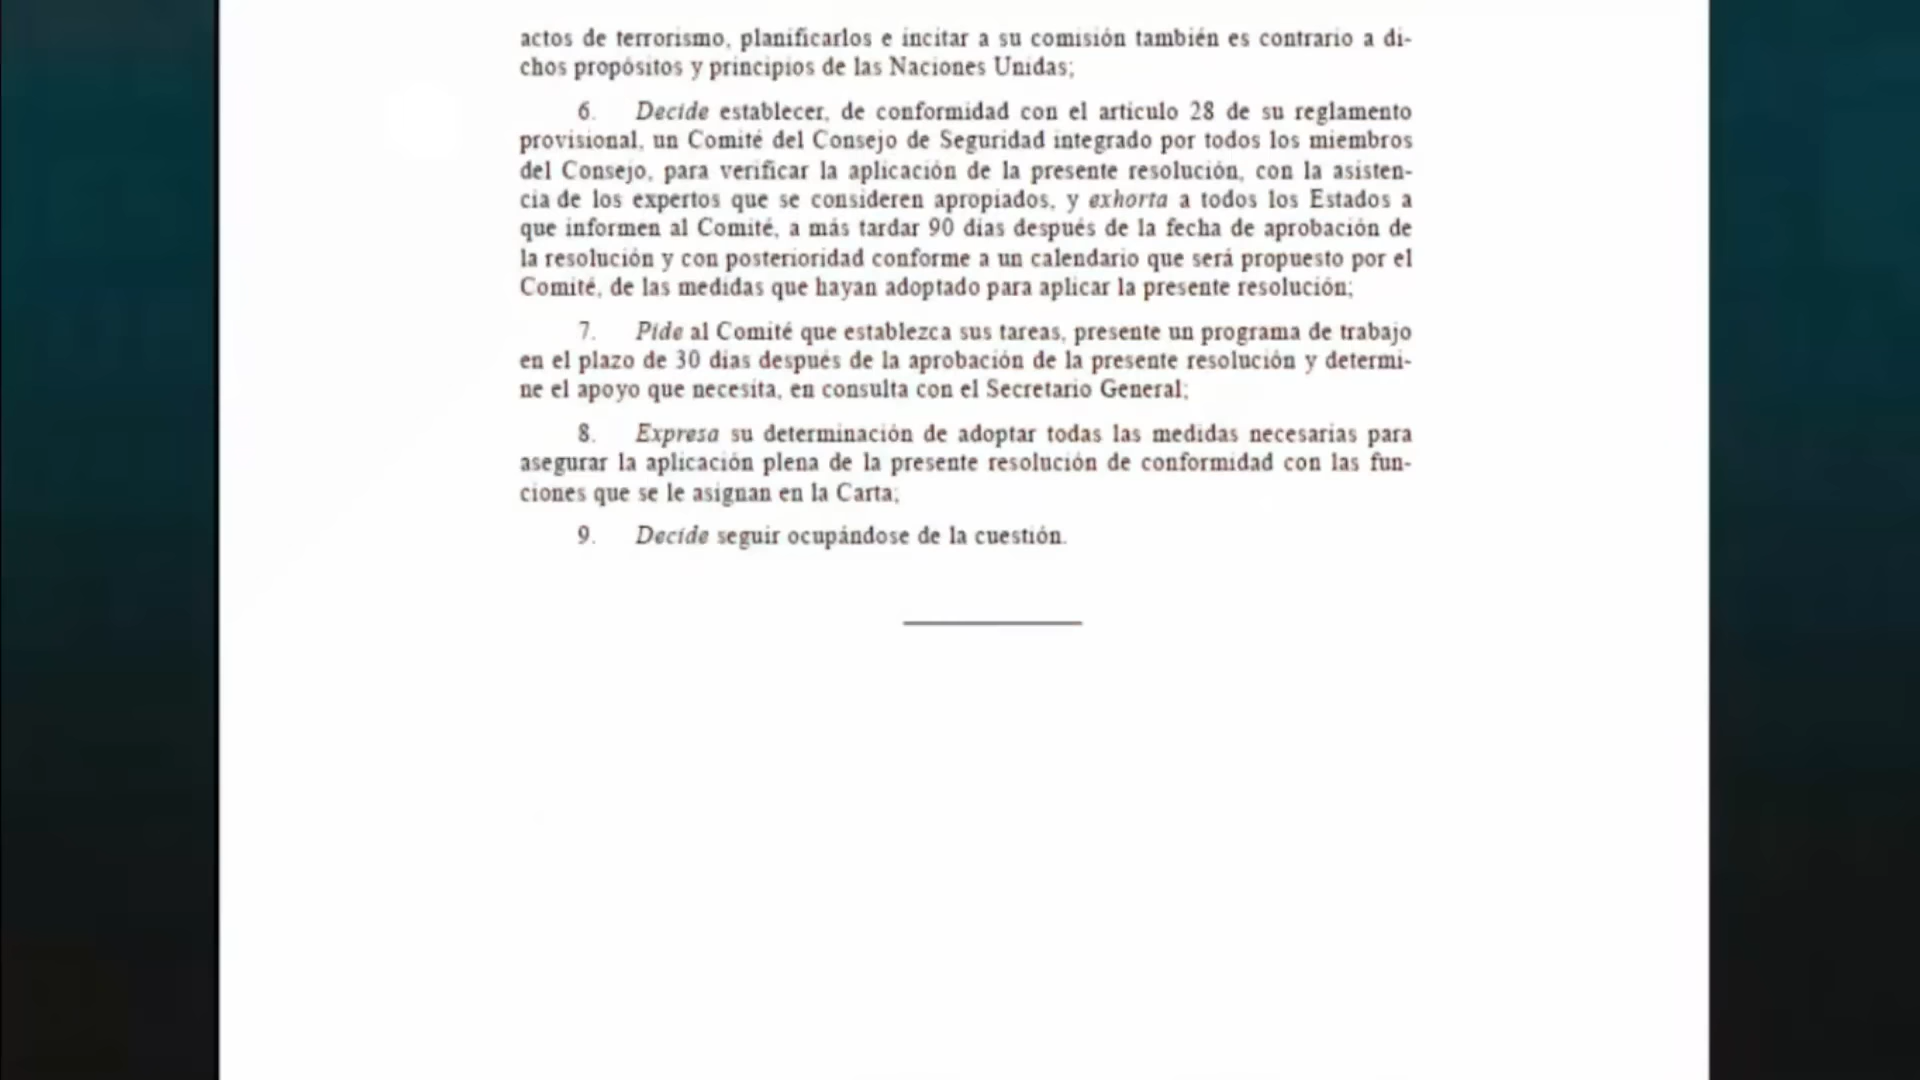 actos de terrorismo, planificarlos e incitar a su comisión también es contrario a di-
chos propósitos y principios de las Naciones Unidas;
6. Decide establecer, de conformidad con el artículo 28 de su reglamento
provisional, un Comité del Consejo de Seguridad integrado por todos los miembros
del Consejo, para verificar la aplicación de la presente resolución, con la asisten-
cia de los expertos que se consideren apropiados, y exhorta a todos los Estados a
que informen al Comité, a más tardar 90 días después de la fecha de aprobación de
la resolución y con posterioridad conforme a un calendario que será propuesto por el
Comité, de las medidas que hayan adoptado para aplicar la presente resolución;
7. Pide al Comité que establezca sus tareas, presente un programa de trabajo
en el plazo de 30 días después de la aprobación de la presente resolución y determi-
ne el apoyo que necesita, en consulta con el Secretario General;
8. Expresa su determinación de adoptar todas las medidas necesarias para
asegurar la aplicación plena de la presente resolución de conformidad con las fun-
ciones que se le asignan en la Carta;
9. Decide seguir ocupándose de la cuestión.